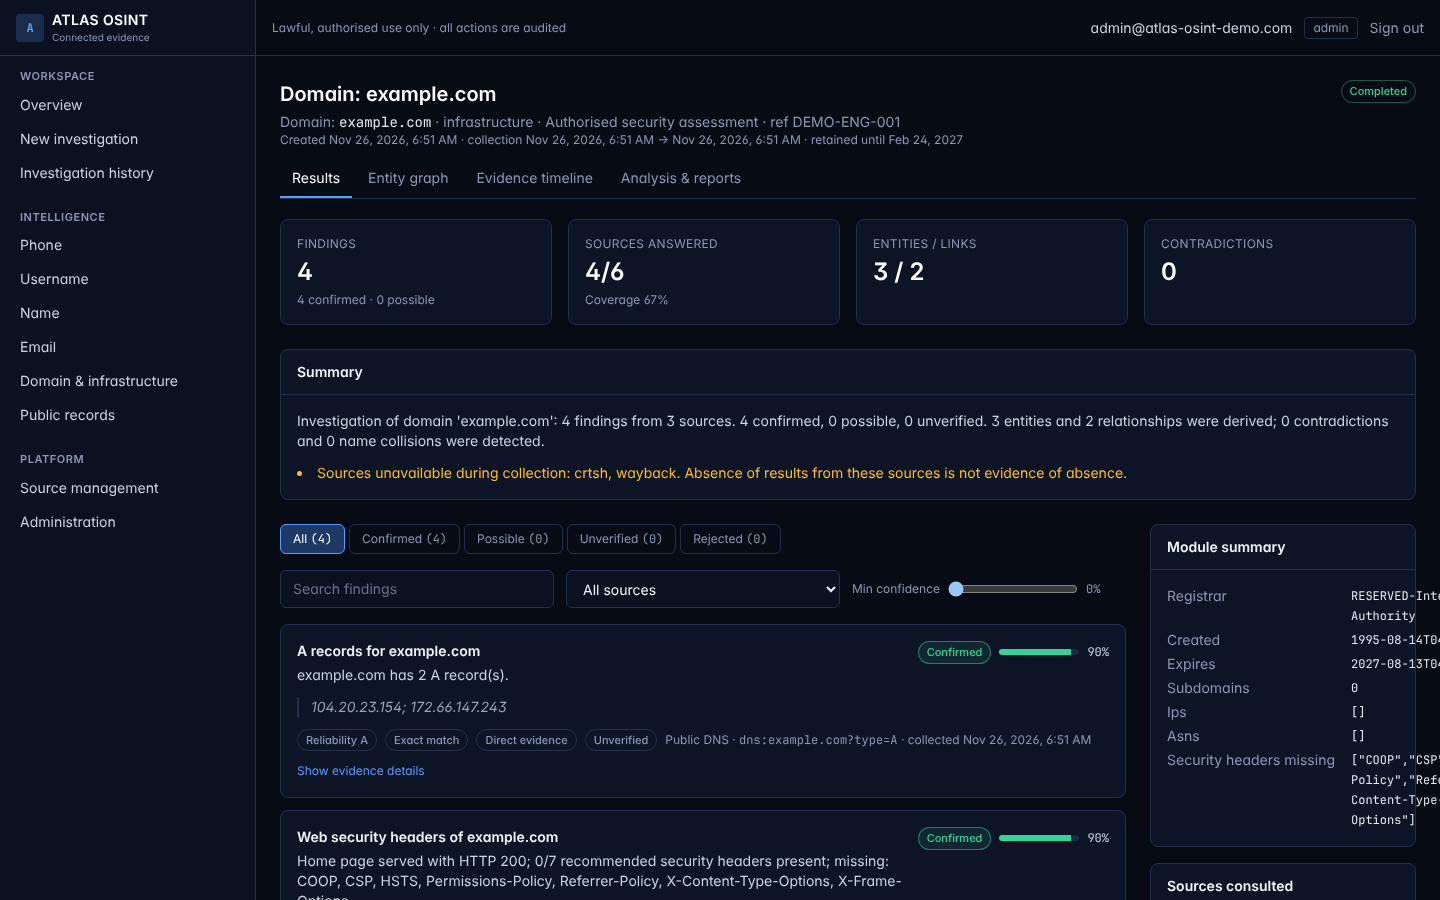 A
ATLAS OSINT
Connected evidence
Lawful, authorised use only · all actions are audited
admin@atlas-osint-demo.com
admin
Sign out
WORKSPACE
Overview
New investigation
Investigation history
INTELLIGENCE
Phone
Username
Name
Email
Domain & infrastructure
Public records
PLATFORM
Source management
Administration
Domain: example.com
Completed
Domain: example.com · infrastructure · Authorised security assessment · ref DEMO-ENG-001
Created Nov 26, 2026, 6:51 AM · collection Nov 26, 2026, 6:51 AM → Nov 26, 2026, 6:51 AM · retained until Feb 24, 2027
Results
Entity graph
Evidence timeline
Analysis & reports
FINDINGS
4
4 confirmed · 0 possible
SOURCES ANSWERED
4/6
Coverage 67%
ENTITIES / LINKS
3 / 2
CONTRADICTIONS
0
Summary
Investigation of domain 'example.com': 4 findings from 3 sources. 4 confirmed, 0 possible, 0 unverified. 3 entities and 2 relationships were derived; 0 contradictions
and 0 name collisions were detected.
• Sources unavailable during collection: crtsh, wayback. Absence of results from these sources is not evidence of absence.
All (4)
Confirmed (4)
Possible (0)
Unverified (0)
Rejected (0)
Search findings
All sources
Min confidence
0%
A records for example.com
Confirmed
90%
example.com has 2 A record(s).
104.20.23.154; 172.66.147.243
Reliability A
Exact match
Direct evidence
Unverified
Public DNS · dns:example.com?type=A · collected Nov 26, 2026, 6:51 AM
Show evidence details
Web security headers of example.com
Confirmed
90%
Home page served with HTTP 200; 0/7 recommended security headers present; missing:
COOP, CSP, HSTS, Permissions-Policy, Referrer-Policy, X-Content-Type-Options, X-Frame-
Options
Module summary
Registrar
RESERVED-Inte
Authority
Created
1995-08-14T04
Expires
2027-08-13T04
Subdomains
0
Ips
[]
Asns
[]
Security headers missing
["COOP","CSP"
Policy","Refe
Content-Type-
Options"]
Sources consulted